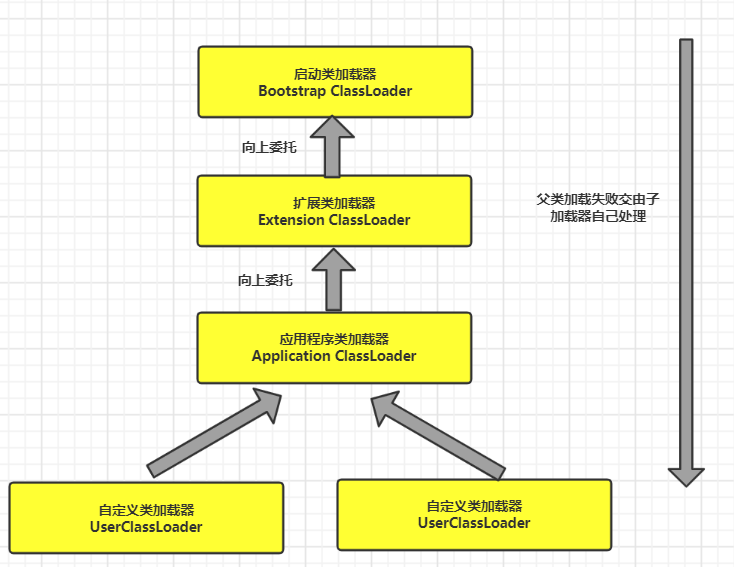 启动类加载器
Bootstrap ClassLoader
向上委托
扩展类加载器
Extension ClassLoader
父类加载失败交由子
加载器自己处理
向上委托
应用程序类加载器
Application ClassLoader
自定义类加载器
UserClassLoader
自定义类加载器
UserClassLoader